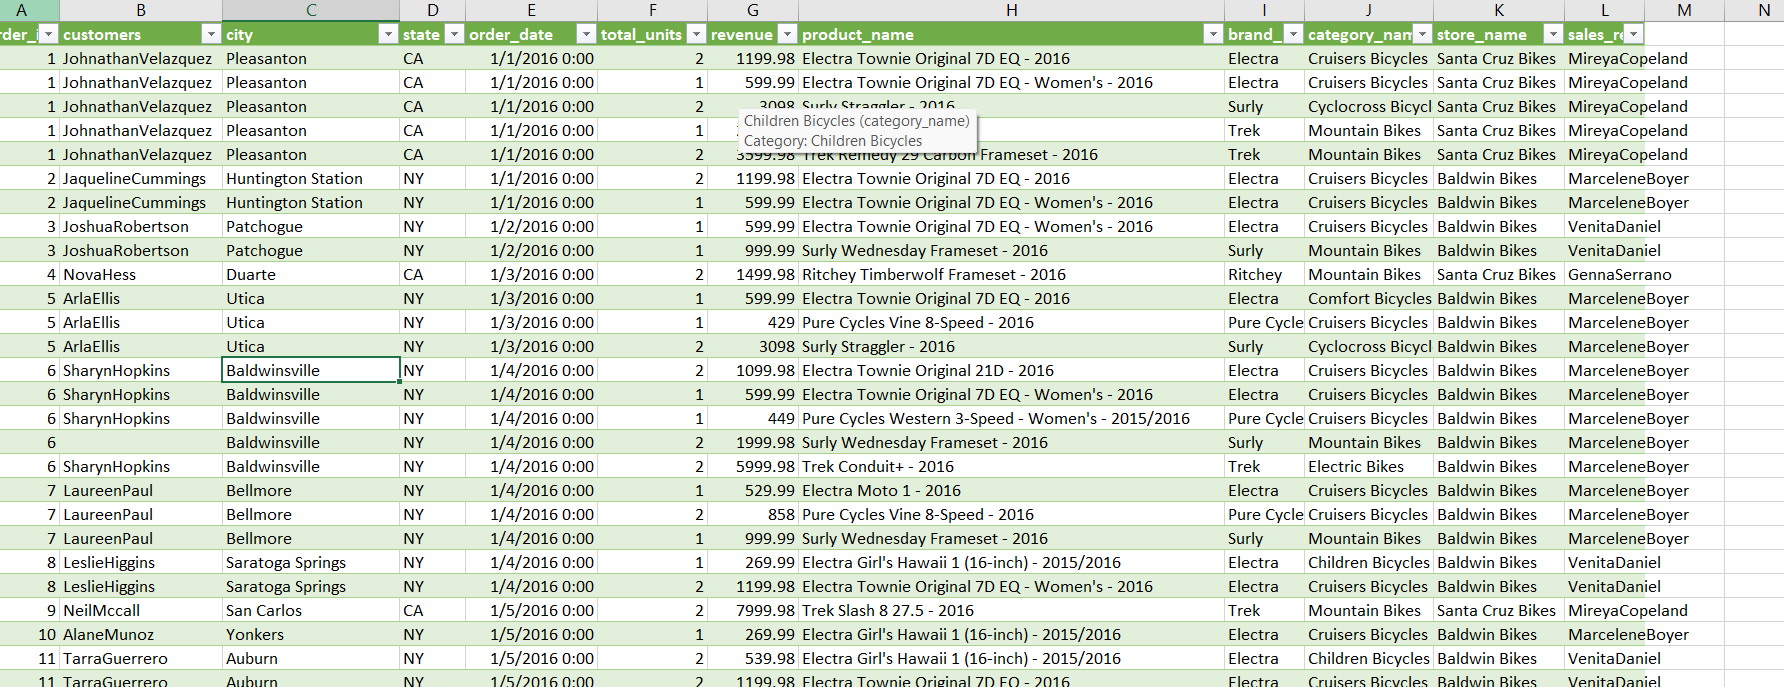 A B C D E F G H I J K L M N
rder_i customers city state order_date total_units revenue product_name brand_ category_nam store_name sales_re
1 JohnathanVelazquez Pleasanton CA 1/1/2016 0:00 2 1199.98 Electra Townie Original 7D EQ - 2016 Electra Cruisers Bicycles Santa Cruz Bikes MireyaCopeland
1 JohnathanVelazquez Pleasanton CA 1/1/2016 0:00 1 599.99 Electra Townie Original 7D EQ - Women's - 2016 Electra Cruisers Bicycles Santa Cruz Bikes MireyaCopeland
1 JohnathanVelazquez Pleasanton CA 1/1/2016 0:00 2 3098 Surly Straggler - 2016 Surly Cyclocross Bicycl Santa Cruz Bikes MireyaCopeland
Children Bicycles (category_name)
1 JohnathanVelazquez Pleasanton CA 1/1/2016 0:00 1 Trek Mountain Bikes Santa Cruz Bikes MireyaCopeland
Category: Children Bicycles
1 JohnathanVelazquez Pleasanton CA 1/1/2016 0:00 2 3599.98 Trek Remedy 29 Carbon Frameset - 2016 Trek Mountain Bikes Santa Cruz Bikes MireyaCopeland
2 JaquelineCummings Huntington Station NY 1/1/2016 0:00 2 1199.98 Electra Townie Original 7D EQ - 2016 Electra Cruisers Bicycles Baldwin Bikes MarceleneBoyer
2 JaquelineCummings Huntington Station NY 1/1/2016 0:00 1 599.99 Electra Townie Original 7D EQ - Women's - 2016 Electra Cruisers Bicycles Baldwin Bikes MarceleneBoyer
3 JoshuaRobertson Patchogue NY 1/2/2016 0:00 1 599.99 Electra Townie Original 7D EQ - Women's - 2016 Electra Cruisers Bicycles Baldwin Bikes VenitaDaniel
3 JoshuaRobertson Patchogue NY 1/2/2016 0:00 1 999.99 Surly Wednesday Frameset - 2016 Surly Mountain Bikes Baldwin Bikes VenitaDaniel
4 NovaHess Duarte CA 1/3/2016 0:00 2 1499.98 Ritchey Timberwolf Frameset - 2016 Ritchey Mountain Bikes Santa Cruz Bikes GennaSerrano
5 ArlaEllis Utica NY 1/3/2016 0:00 1 599.99 Electra Townie Original 7D EQ - 2016 Electra Comfort Bicycles Baldwin Bikes MarceleneBoyer
5 ArlaEllis Utica NY 1/3/2016 0:00 1 429 Pure Cycles Vine 8-Speed - 2016 Pure Cycle Cruisers Bicycles Baldwin Bikes MarceleneBoyer
5 ArlaEllis Utica NY 1/3/2016 0:00 2 3098 Surly Straggler - 2016 Surly Cyclocross Bicycl Baldwin Bikes MarceleneBoyer
6 SharynHopkins Baldwinsville NY 1/4/2016 0:00 2 1099.98 Electra Townie Original 21D - 2016 Electra Cruisers Bicycles Baldwin Bikes MarceleneBoyer
6 SharynHopkins Baldwinsville NY 1/4/2016 0:00 1 599.99 Electra Townie Original 7D EQ - Women's - 2016 Electra Cruisers Bicycles Baldwin Bikes MarceleneBoyer
6 SharynHopkins Baldwinsville NY 1/4/2016 0:00 1 449 Pure Cycles Western 3-Speed - Women's - 2015/2016 Pure Cycle Cruisers Bicycles Baldwin Bikes MarceleneBoyer
6 Baldwinsville NY 1/4/2016 0:00 2 1999.98 Surly Wednesday Frameset - 2016 Surly Mountain Bikes Baldwin Bikes MarceleneBoyer
6 SharynHopkins Baldwinsville NY 1/4/2016 0:00 2 5999.98 Trek Conduit+ - 2016 Trek Electric Bikes Baldwin Bikes MarceleneBoyer
7 LaureenPaul Bellmore NY 1/4/2016 0:00 1 529.99 Electra Moto 1 - 2016 Electra Cruisers Bicycles Baldwin Bikes MarceleneBoyer
7 LaureenPaul Bellmore NY 1/4/2016 0:00 2 858 Pure Cycles Vine 8-Speed - 2016 Pure Cycle Cruisers Bicycles Baldwin Bikes MarceleneBoyer
7 LaureenPaul Bellmore NY 1/4/2016 0:00 1 999.99 Surly Wednesday Frameset - 2016 Surly Mountain Bikes Baldwin Bikes MarceleneBoyer
8 LeslieHiggins Saratoga Springs NY 1/4/2016 0:00 1 269.99 Electra Girl's Hawaii 1 (16-inch) - 2015/2016 Electra Children Bicycles Baldwin Bikes VenitaDaniel
8 LeslieHiggins Saratoga Springs NY 1/4/2016 0:00 2 1199.98 Electra Townie Original 7D EQ - Women's - 2016 Electra Cruisers Bicycles Baldwin Bikes VenitaDaniel
9 NeilMccall San Carlos CA 1/5/2016 0:00 2 7999.98 Trek Slash 8 27.5 - 2016 Trek Mountain Bikes Santa Cruz Bikes MireyaCopeland
10 AlaneMunoz Yonkers NY 1/5/2016 0:00 1 269.99 Electra Girl's Hawaii 1 (16-inch) - 2015/2016 Electra Cruisers Bicycles Baldwin Bikes MarceleneBoyer
11 TarraGuerrero Auburn NY 1/5/2016 0:00 2 539.98 Electra Girl's Hawaii 1 (16-inch) - 2015/2016 Electra Children Bicycles Baldwin Bikes VenitaDaniel
11 TarraGuerrero Auburn NY 1/5/2016 0:00 2 1199.98 Electra Townie Original 7D EQ - 2016 Electra Cruisers Bicycles Baldwin Bikes VenitaDaniel